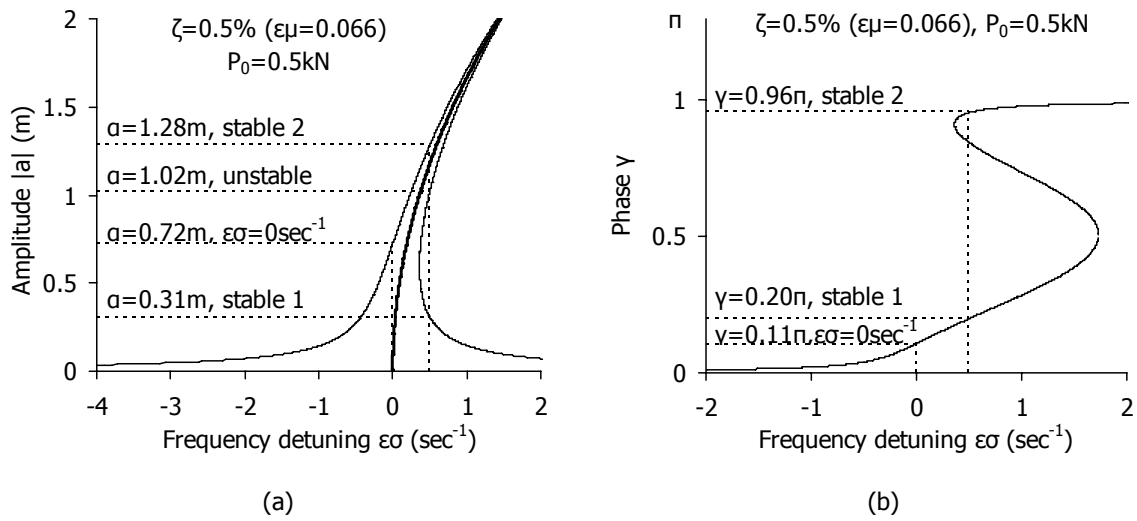 ζ=0.5% (εμ=0.066)
P₀=0.5kN
2
1.5
1
0.5
0
Amplitude |a| (m)
α=1.28m, stable 2
α=1.02m, unstable
α=0.72m, εσ=0sec⁻¹
α=0.31m, stable 1
-4 -3 -2 -1 0 1 2
Frequency detuning εσ (sec⁻¹)
(a)
π
ζ=0.5% (εμ=0.066), P₀=0.5kN
1
0.5
0
Phase γ
γ=0.96π, stable 2
γ=0.20π, stable 1
γ=0.11π,εσ=0sec⁻¹
-2 -1 0 1 2
Frequency detuning εσ (sec⁻¹)
(b)